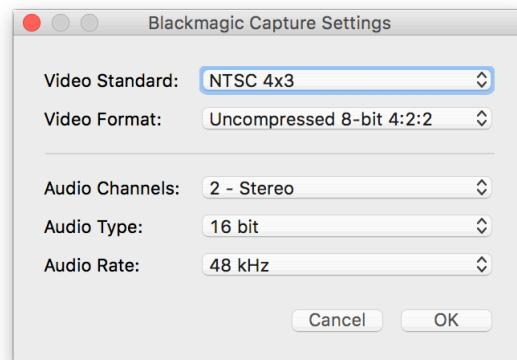 Blackmagic Capture Settings
Video Standard: NTSC 4x3
Video Format: Uncompressed 8-bit 4:2:2
Audio Channels: 2 - Stereo
Audio Type: 16 bit
Audio Rate: 48 kHz
Cancel OK